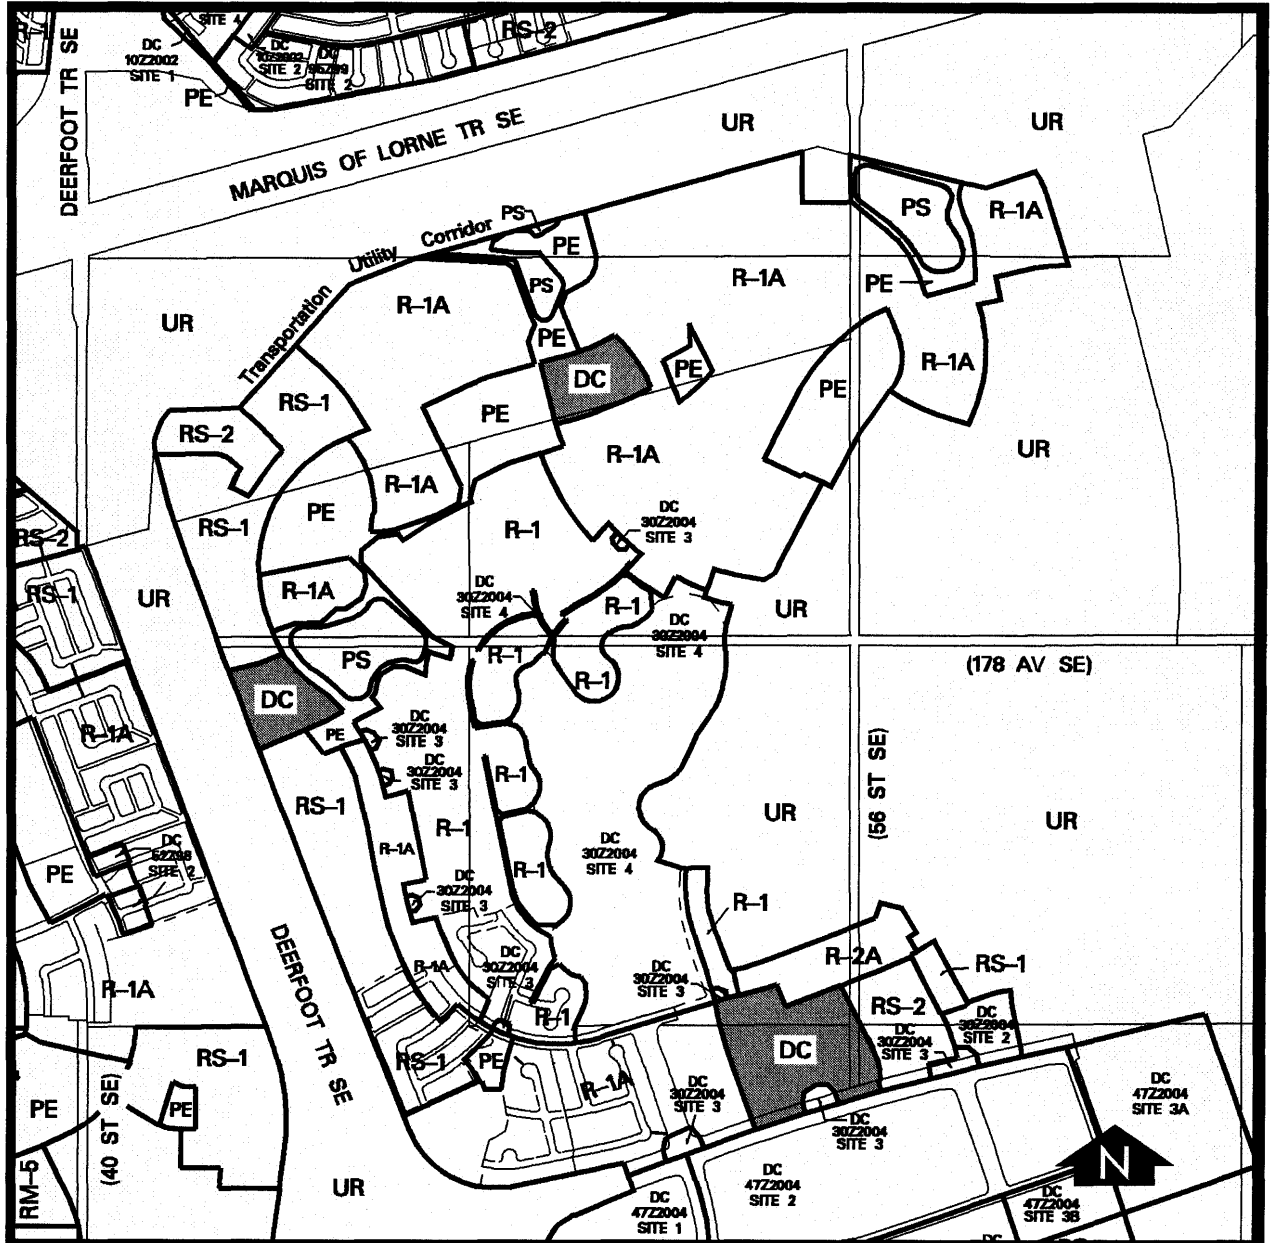 R-1
SITE 4
DC
10Z2002
SITE 1
DC
10Z2002
SITE 2
DC
95Z99
SITE 2
RS-2
PE
DEERFOOT TR SE
MARQUIS OF LORNE TR SE
UR
UR
PS
R-1A
PE
Transportation
Utility
Corridor
PS
PE
PS
PE
UR
R-1A
R-1A
R-1A
DC
PE
PE
PE
RS-1
RS-2
R-1A
R-1A
UR
RS-1
PE
R-1
DC
30Z2004
SITE 3
RS-2
RS-1
UR
R-1A
DC
30Z2004
SITE 4
R-1
DC
30Z2004
SITE 4
UR
(178 AV SE)
PS
R-1
R-1
DC
PE
R-1A
DC
30Z2004
SITE 3
DC
30Z2004
SITE 3
R-1
RS-1
R-1
R-1A
UR
(56 ST SE)
UR
DC
52Z98
SITE 2
PE
DC
30Z2004
SITE 4
R-1
DC
30Z2004
SITE 3
R-1
R-2A
RS-1
DEERFOOT TR SE
R-1A
R-1A
DC
30Z2004
SITE 3
DC
30Z2004
SITE 3
R-1
RS-2
DC
30Z2004
SITE 2
DC
30Z2004
SITE 3
DC
RS-1
RS-1
PE
R-1A
DC
30Z2004
SITE 3
DC
30Z2004
SITE 3
DC
47Z2004
SITE 3A
PE
PE
(40 ST SE)
RM-5
UR
DC
47Z2004
SITE 2
DC
47Z2004
SITE 1
DC
47Z2004
SITE 3B
N
DC